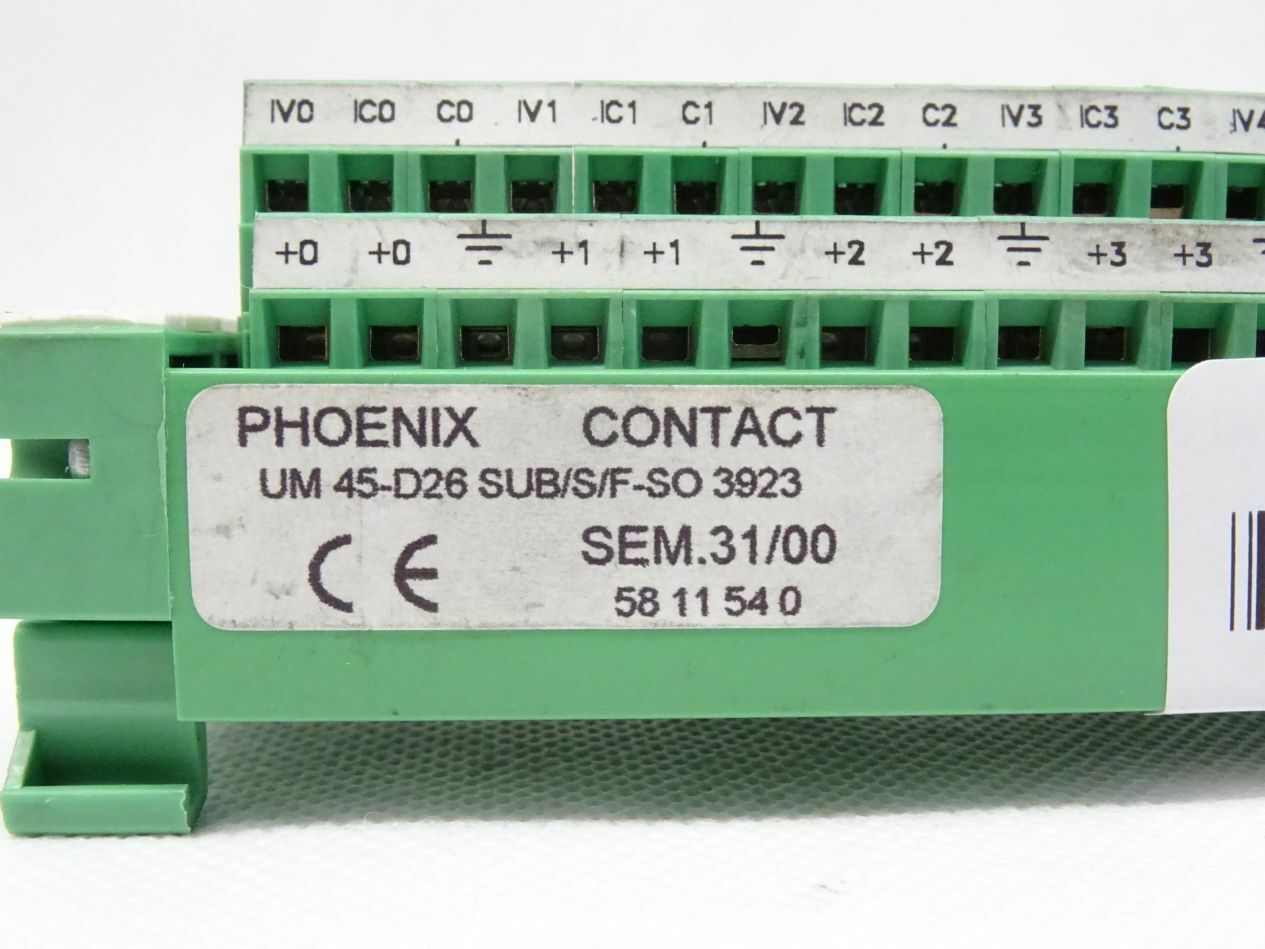 IV0 IC0 C0 IV1 IC1 C1 IV2 IC2 C2 IV3 IC3 C3 IV4
+0 +0 +1 +1 +2 +2 +3 +3
PHOENIX CONTACT
UM 45-D26 SUB/S/F-SO 3923
CE
SEM.31/00
58 11 54 0